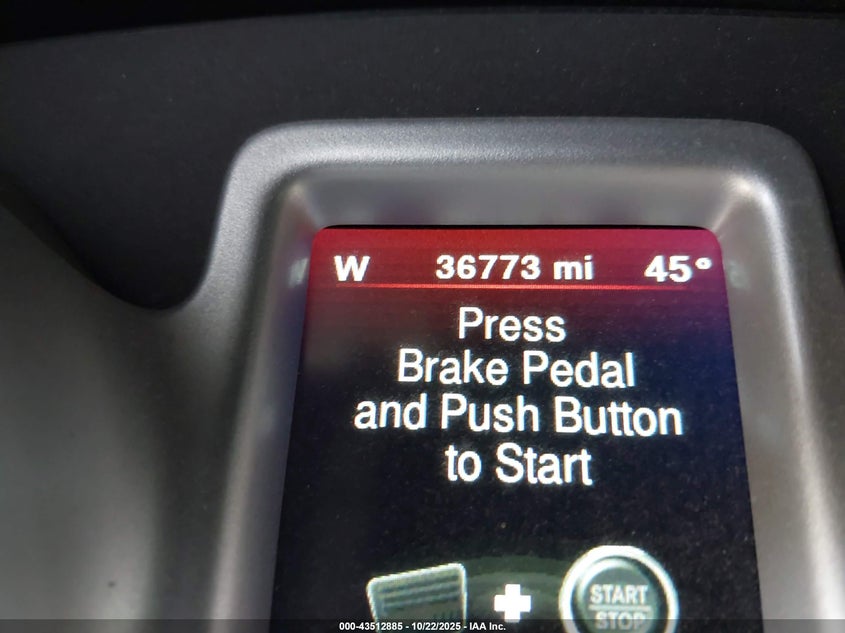 W 36773 mi 45°
Press
Brake Pedal
and Push Button
to Start
START
STOP
000-43512885 - 10/22/2025 - IAA Inc.